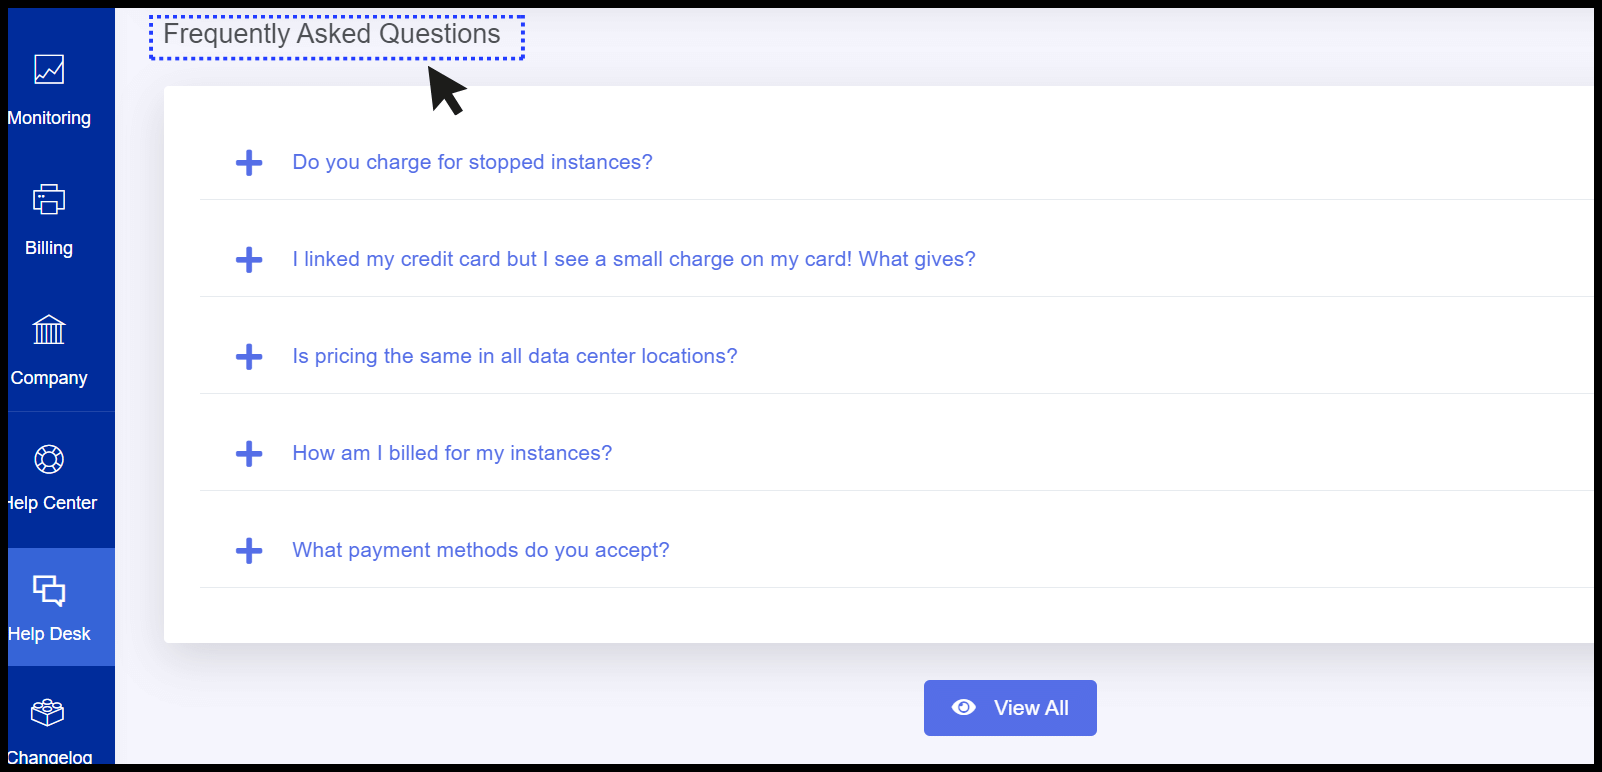 Monitoring
Billing
Company
Help Center
Help Desk
Changelog
Frequently Asked Questions
Do you charge for stopped instances?
I linked my credit card but I see a small charge on my card! What gives?
Is pricing the same in all data center locations?
How am I billed for my instances?
What payment methods do you accept?
View All